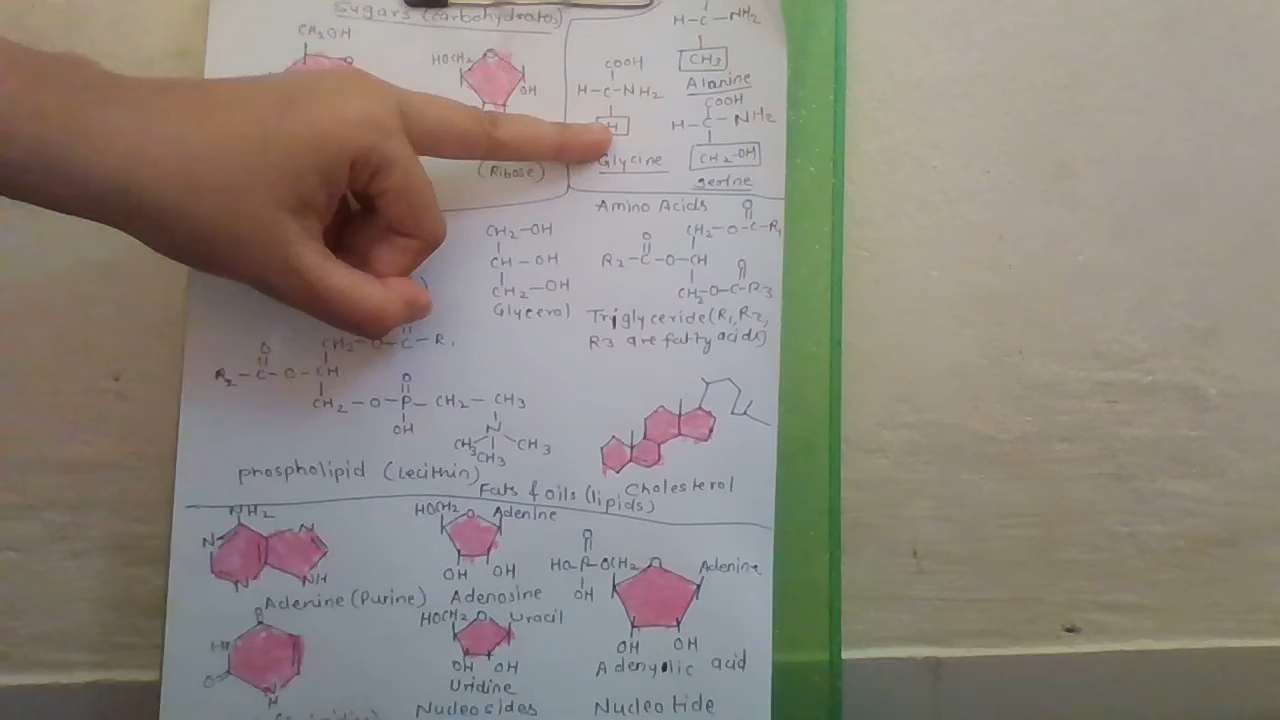 Sugars (carbohydrates)
CH2OH
O
HOCH2 O
OH
(Ribose)
H-C-NH2
CH3
Alanine
COOH
H-C-NH2
H
Glycine
COOH
H-C-NH2
CH2-OH
Serine
Amino Acids
CH2-OH
CH-OH
CH2-OH
Glycerol
O
CH2-O-C-R1
O
R2-C-O-CH
O
CH2-O-C-R3
Triglyceride (R1, R2,
R3 are fatty acids)
CH2-O-C-R1
O
R2-C-O-CH
O
CH2-O-P-CH2-CH3
OH
N
CH3 CH3
CH3
phospholipid (Lecithin)
Cholesterol
Fats & oils (lipids)
NH2
N N
N NH
Adenine (Purine)
HOCH2 O Adenine
OH OH
Adenosine
O
HO-P-OCH2 O Adenine
OH
OH OH
Adenylic acid
Nucleotide
O
HN
O N
H
HOCH2 O Uracil
OH OH
Uridine
Nucleosides